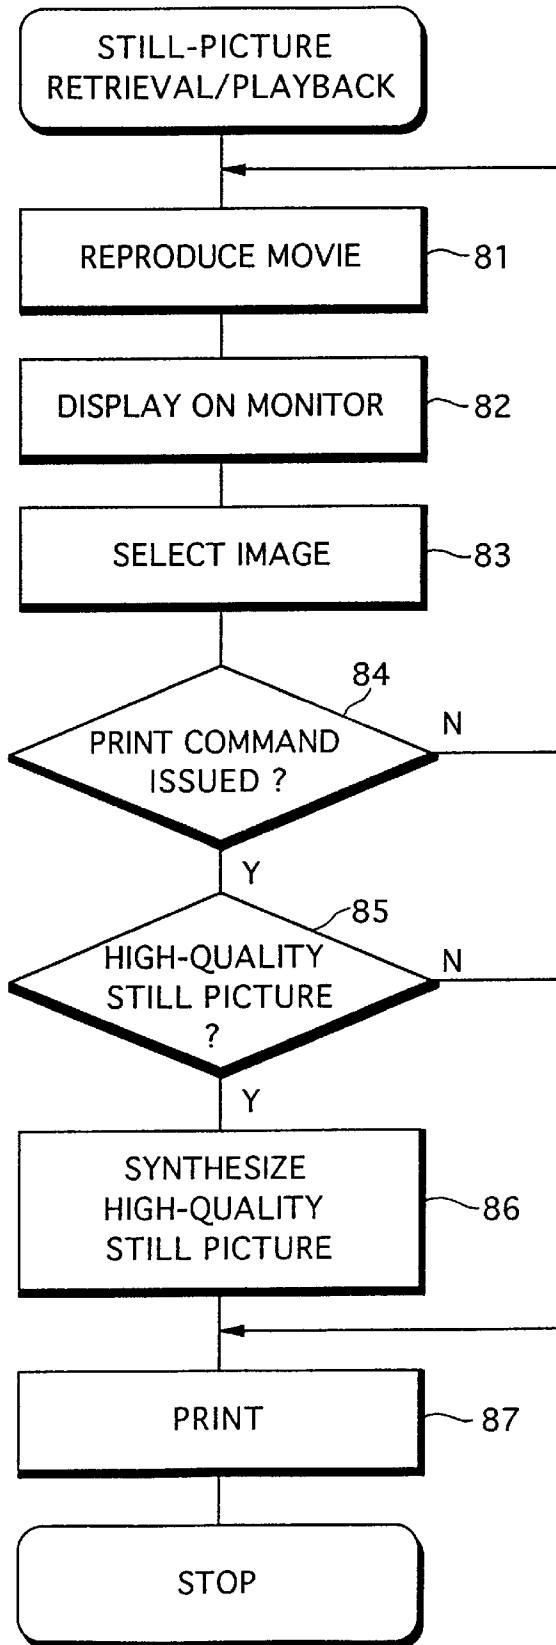 STILL-PICTURE
RETRIEVAL/PLAYBACK
REPRODUCE MOVIE
81
DISPLAY ON MONITOR
82
SELECT IMAGE
83
84
PRINT COMMAND
ISSUED ?
N
Y
85
HIGH-QUALITY
STILL PICTURE
?
N
Y
SYNTHESIZE
HIGH-QUALITY
STILL PICTURE
86
PRINT
87
STOP